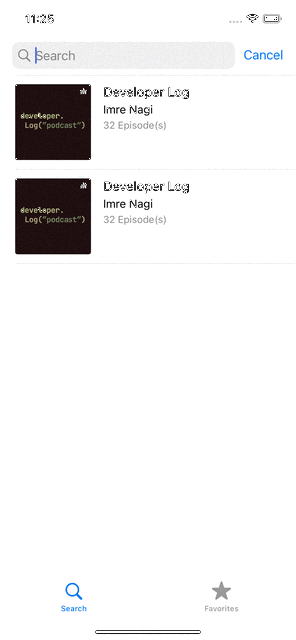 11:25
Search
Cancel
developer.
Log("podcast")
Developer Log
Imre Nagi
32 Episode(s)
developer.
Log("podcast")
Developer Log
Imre Nagi
32 Episode(s)
Search
Favorites